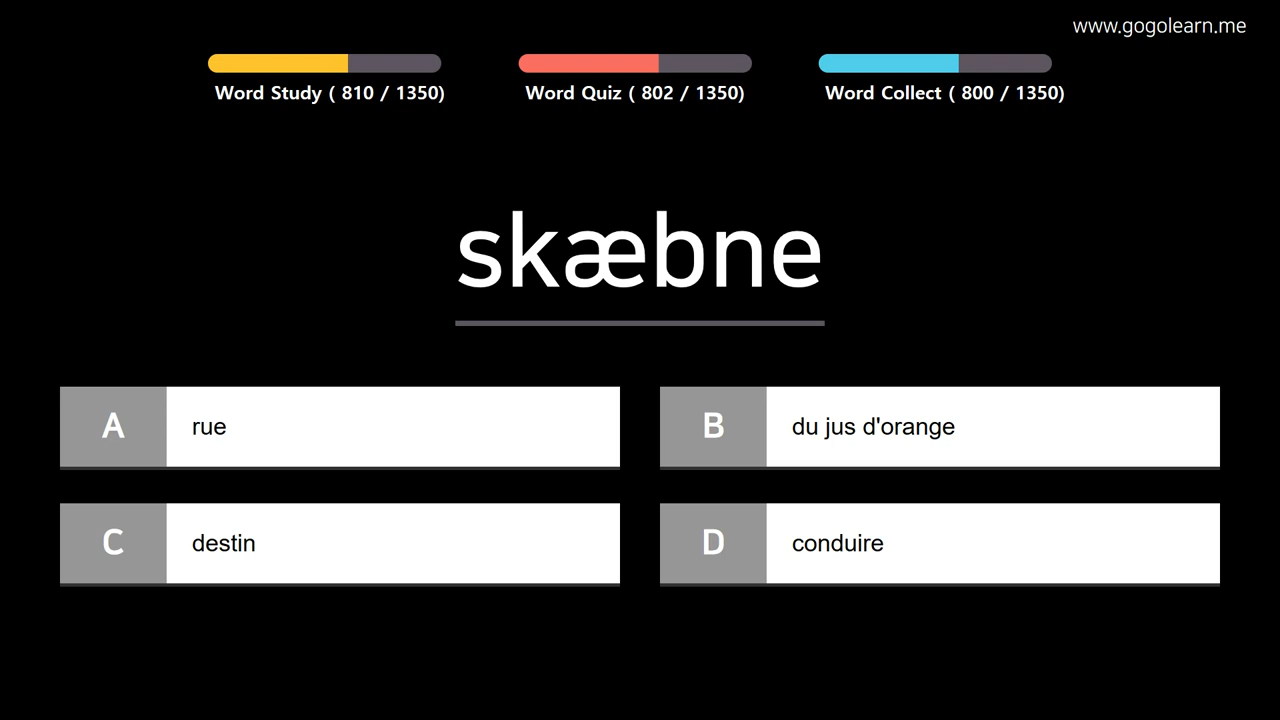 www.gogolearn.me
Word Study ( 810 / 1350)
Word Quiz ( 802 / 1350)
Word Collect ( 800 / 1350)
skæbne
A rue
B du jus d'orange
C destin
D conduire